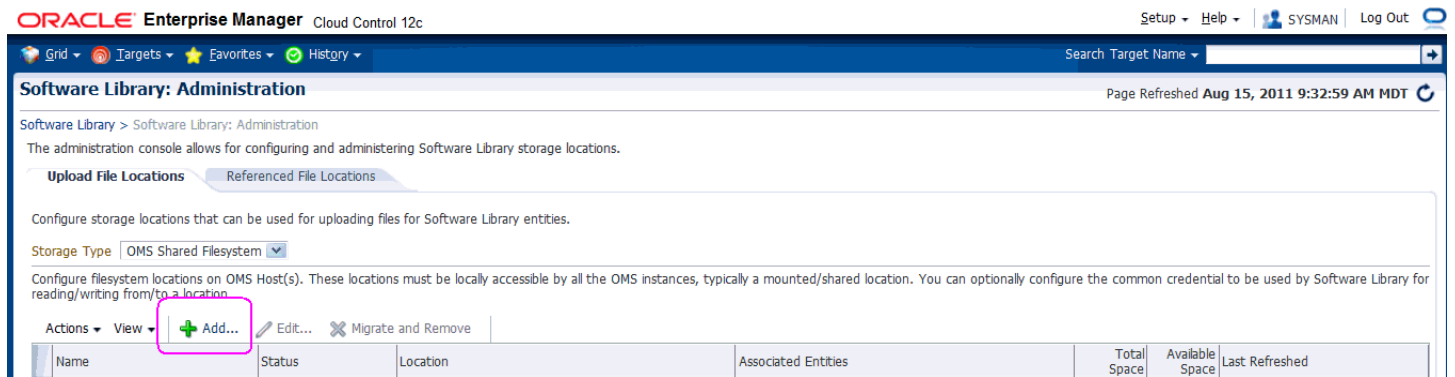 ORACLE Enterprise Manager Cloud Control 12c
Setup Help SYSMAN Log Out
Grid Targets Favorites History Search Target Name
Software Library: Administration
Page Refreshed Aug 15, 2011 9:32:59 AM MDT
Software Library > Software Library: Administration
The administration console allows for configuring and administering Software Library storage locations.
Upload File Locations Referenced File Locations
Configure storage locations that can be used for uploading files for Software Library entities.
Storage Type OMS Shared Filesystem
Configure filesystem locations on OMS Host(s). These locations must be locally accessible by all the OMS instances, typically a mounted/shared location. You can optionally configure the common credential to be used by Software Library for
reading/writing from/to a location.
Actions View Add... Edit... Migrate and Remove
Name Status Location Associated Entities Total Space Available Space Last Refreshed